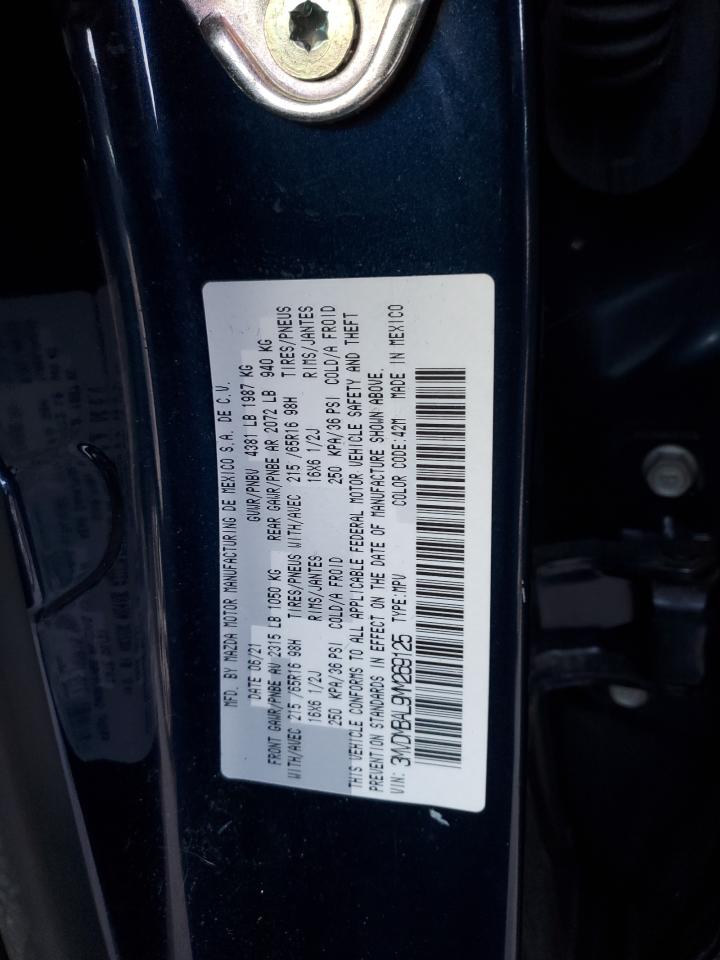 MFD. BY MAZDA MOTOR MANUFACTURING DE MEXICO S.A. DE C.V.
DATE 06/21 GVWR/PNBV 4381 LB 1987 KG
FRONT GAWR/PNBE AV 2315 LB 1050 KG REAR GAWR/PNBE AR 2072 LB 940 KG
WITH/AVEC 215 /65R16 98H TIRES/PNEUS WITH/AVEC 215 /65R16 98H TIRES/PNEUS
16X6 1/2J RIMS/JANTES 16X6 1/2J RIMS/JANTES
250 KPA/36 PSI COLD/A FROID 250 KPA/36 PSI COLD/A FROID
THIS VEHICLE CONFORMS TO ALL APPLICABLE FEDERAL MOTOR VEHICLE SAFETY AND THEFT
PREVENTION STANDARDS IN EFFECT ON THE DATE OF MANUFACTURE SHOWN ABOVE.
VIN: 3MVDMBAL9MM269125 TYPE:MPV COLOR CODE:42M MADE IN MEXICO